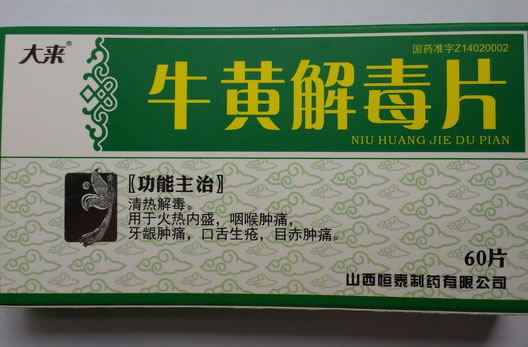 大来®
国药准字Z14020002
牛黄解毒片
NIU HUANG JIE DU PIAN
〖功能主治〗
清热解毒。
用于火热内盛，咽喉肿痛，
牙龈肿痛，口舌生疮，目赤肿痛。
60片
山西恒泰制药有限公司